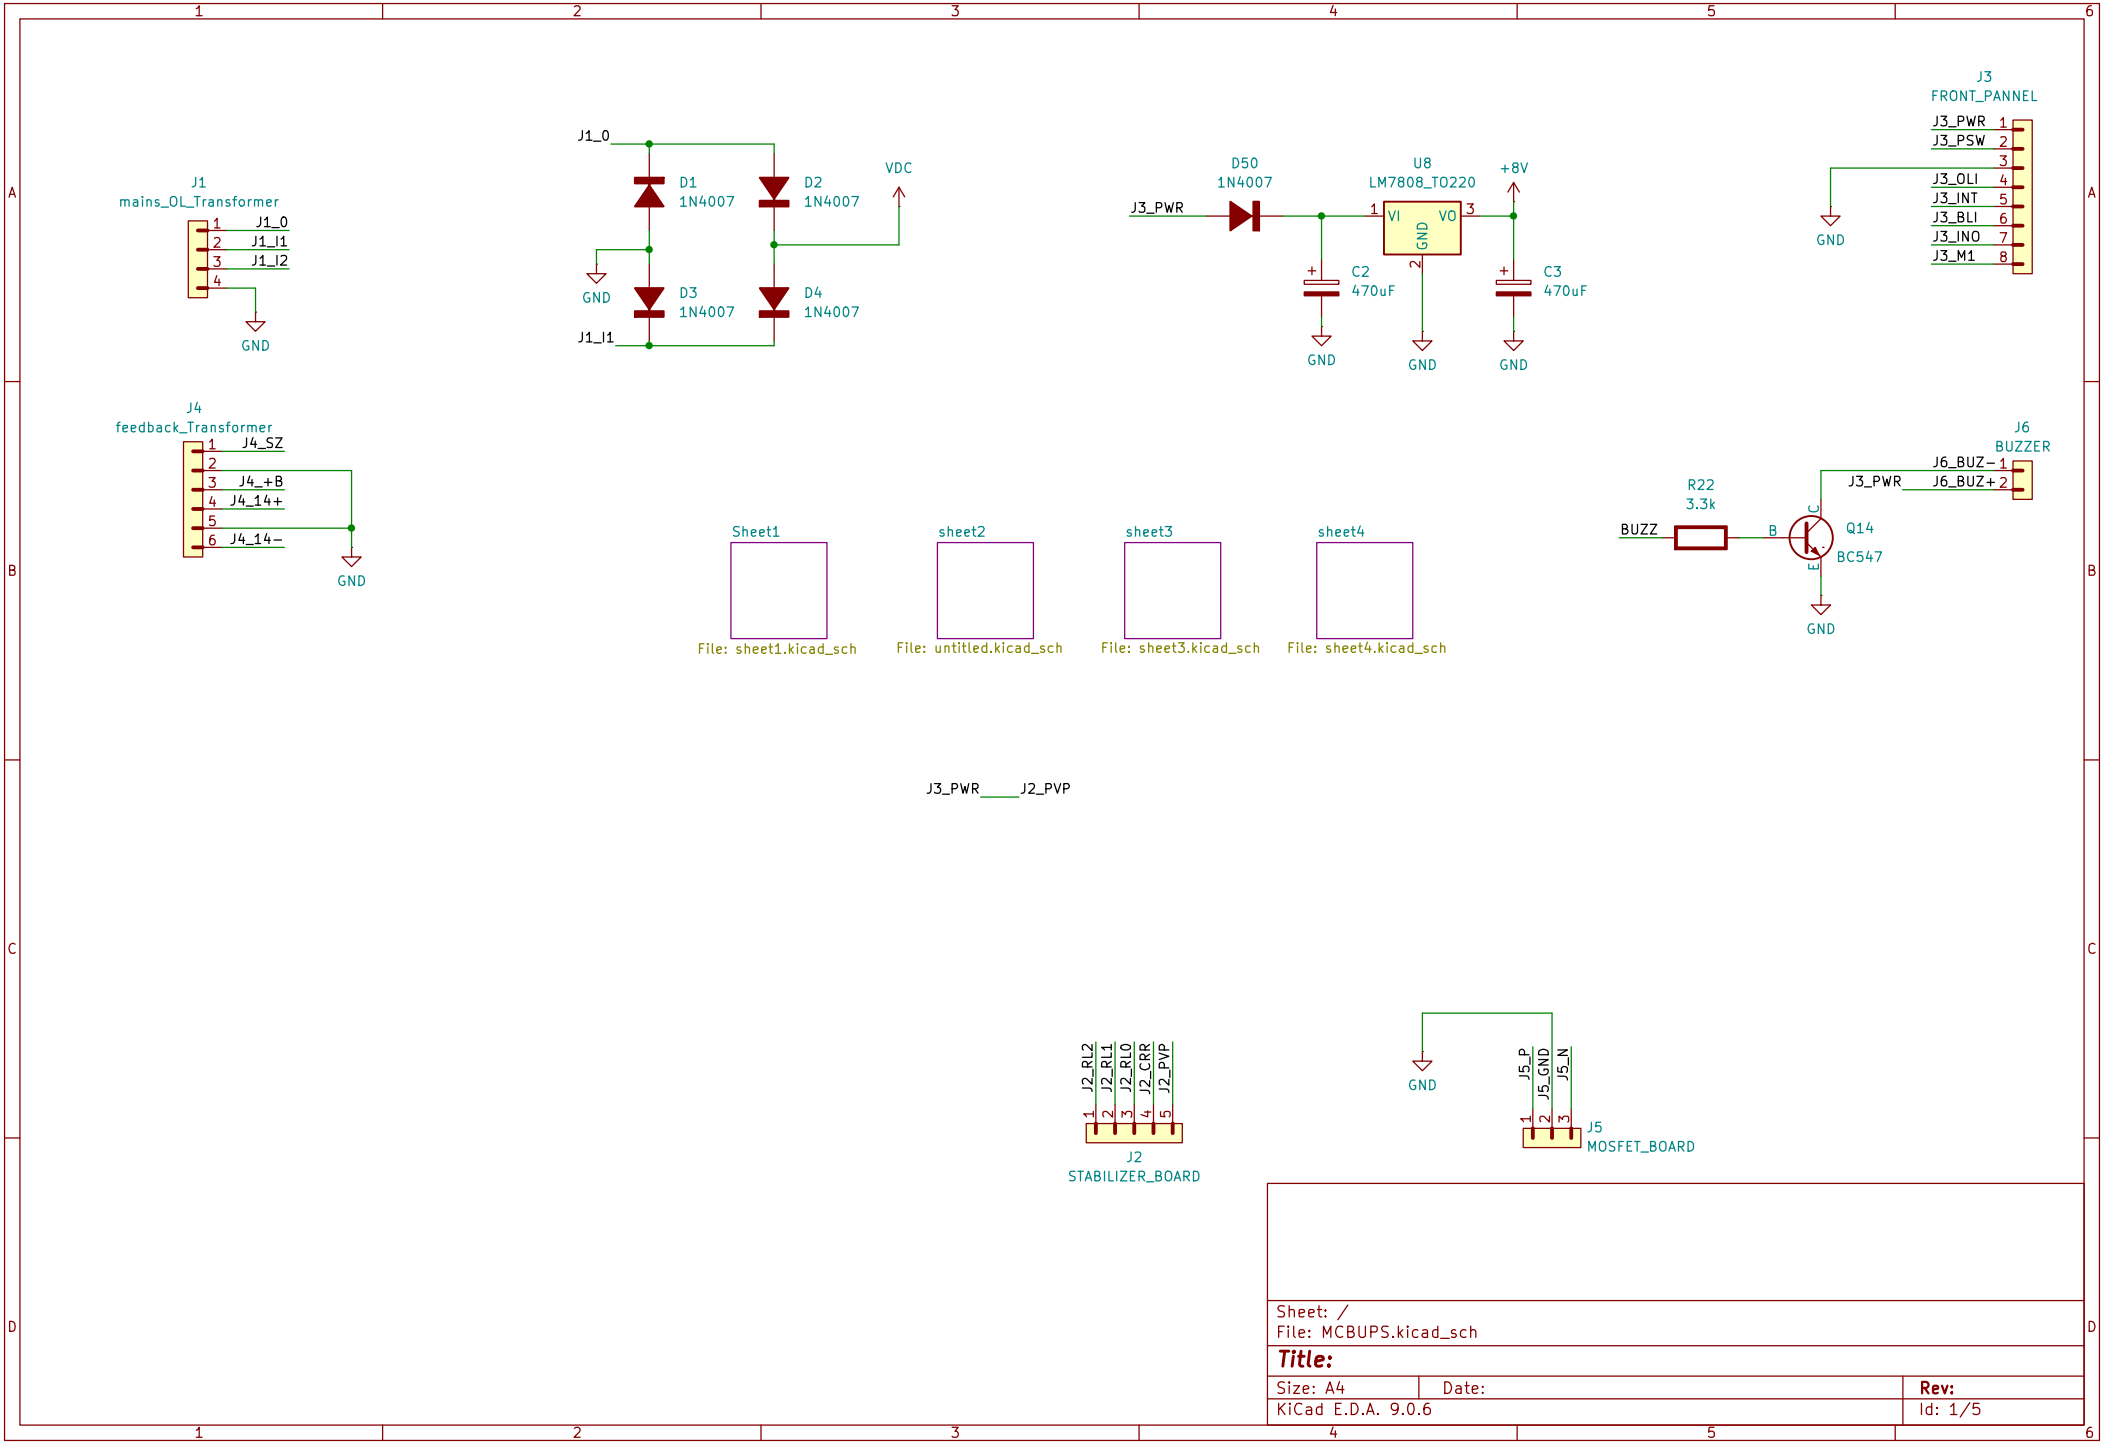 1 2 3 4 5 6
A
B
C
D
A
B
C
D
J1
mains_OL_Transformer
1 J1_0
2 J1_I1
3 J1_I2
4
GND
J1_0
D1
1N4007
D2
1N4007
VDC
GND
D3
1N4007
D4
1N4007
J1_I1
J3_PWR
D50
1N4007
U8
LM7808_TO220
1 VI VO 3
GND
2
+8V
+
C2
470uF
+
C3
470uF
GND
GND
GND
J3
FRONT_PANNEL
J3_PWR 1
J3_PSW 2
3
J3_OLI 4
J3_INT 5
J3_BLI 6
J3_INO 7
J3_M1 8
GND
J4
feedback_Transformer
1 J4_SZ
2
3 J4_+B
4 J4_14+
5
6 J4_14-
GND
J6
BUZZER
J6_BUZ- 1
J3_PWR J6_BUZ+ 2
R22
3.3k
BUZZ
B
C
E
Q14
BC547
GND
Sheet1
File: sheet1.kicad_sch
sheet2
File: untitled.kicad_sch
sheet3
File: sheet3.kicad_sch
sheet4
File: sheet4.kicad_sch
J3_PWR J2_PVP
J2_RL2 1
J2_RL1 2
J2_RL0 3
J2_CRR 4
J2_PVP 5
J2
STABILIZER_BOARD
GND
J5_P 1
J5_GND 2
J5_N 3
J5
MOSFET_BOARD
Sheet: /
File: MCBUPS.kicad_sch
Title:
Size: A4 Date: Rev:
KiCad E.D.A. 9.0.6 Id: 1/5
1 2 3 4 5 6